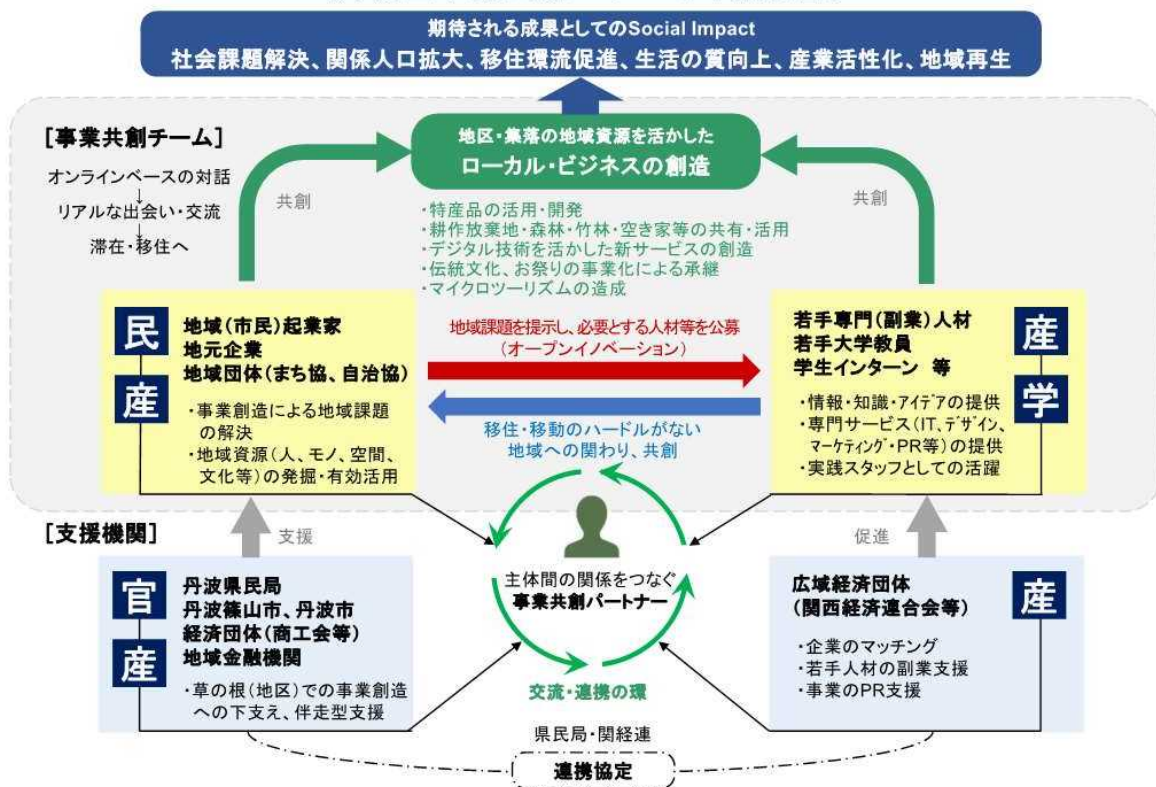 期待される成果としてのSocial Impact
社会課題解決、関係人口拡大、移住環流促進、生活の質向上、産業活性化、地域再生
[事業共創チーム]
オンラインベースの対話
↓
リアルな出会い・交流
↓
滞在・移住へ
共創
地区・集落の地域資源を活かした
ローカル・ビジネスの創造
共創
・特産品の活用・開発
・耕作放棄地・森林・竹林・空き家等の共有・活用
・デジタル技術を活かした新サービスの創造
・伝統文化、お祭りの事業化による承継
・マイクロツーリズムの造成
民
産
地域(市民)起業家
地元企業
地域団体(まち協、自治協)
・事業創造による地域課題
の解決
・地域資源(人、モノ、空間、
文化等)の発掘・有効活用
地域課題を提示し、必要とする人材等を公募
(オープンイノベーション)
移住・移動のハードルがない
地域への関わり、共創
若手専門(副業)人材
若手大学教員
学生インターン 等
・情報・知識・アイデアの提供
・専門サービス(IT、デザイン、
マーケティング・PR等)の提供
・実践スタッフとしての活躍
産
学
[支援機関]
支援
促進
主体間の関係をつなぐ
事業共創パートナー
交流・連携の環
官
産
丹波県民局
丹波篠山市、丹波市
経済団体(商工会等)
地域金融機関
・草の根(地区)での事業創造
への下支え、伴走型支援
広域経済団体
(関西経済連合会等)
・企業のマッチング
・若手人材の副業支援
・事業のPR支援
産
県民局・関経連
連携協定